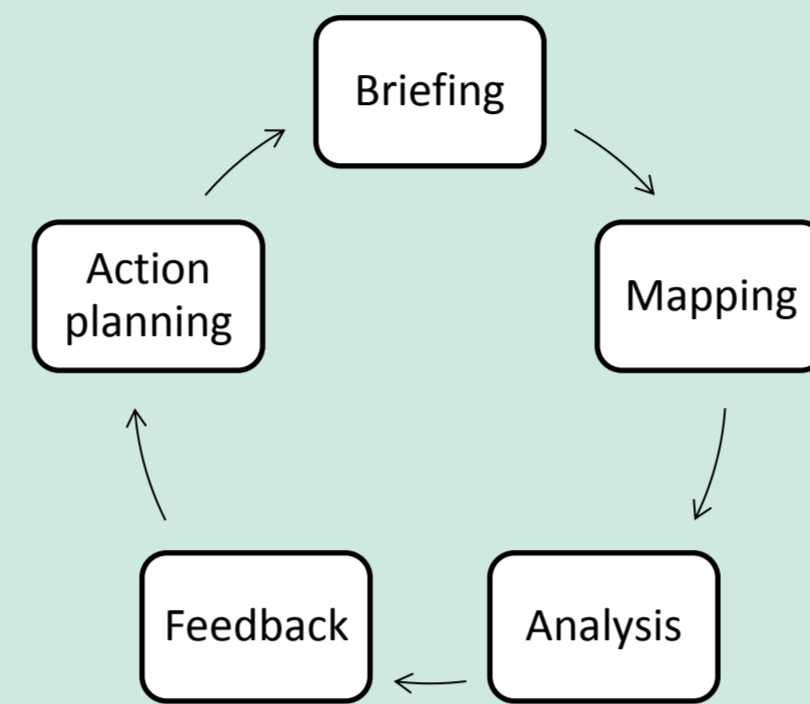 Briefing
Mapping
Analysis
Feedback
Action
planning